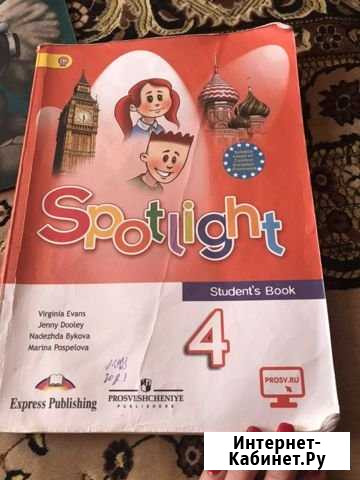 Spotlight
Student's Book
4
Virginia Evans
Jenny Dooley
Nadezhda Bykova
Marina Pospelova
Express Publishing
PROSVESHCHENIYE
PUBLISHERS
PROSV.RU
Интернет-
Кабинет.Ру